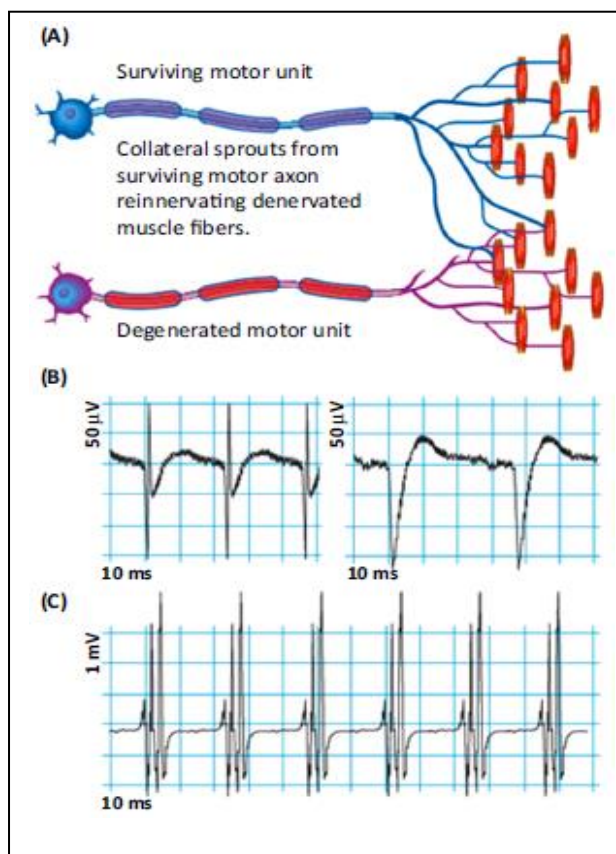 (A)
Surviving motor unit
Collateral sprouts from
surviving motor axon
reinnervating denervated
muscle fibers.
Degenerated motor unit
(B)
50 µV
50 µV
10 ms
10 ms
(C)
1 mV
10 ms